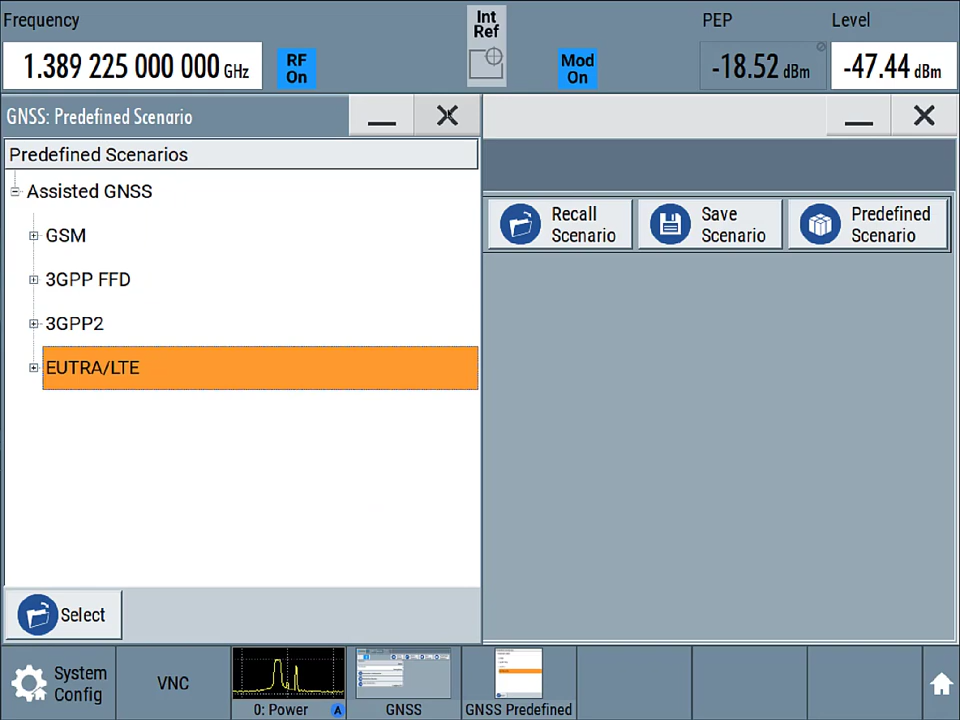 Frequency
Int
Ref
PEP
Level
1.389 225 000 000 GHz
RF
On
Mod
On
-18.52 dBm
-47.44 dBm
GNSS: Predefined Scenario
Predefined Scenarios
Assisted GNSS
GSM
3GPP FFD
3GPP2
EUTRA/LTE
Recall
Scenario
Save
Scenario
Predefined
Scenario
Select
System
Config
VNC
0: Power
A
GNSS
GNSS Predefined